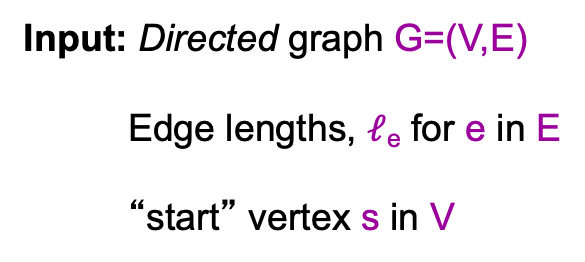 Input: Directed graph G=(V,E)
Edge lengths, ℓe for e in E
“start” vertex s in V